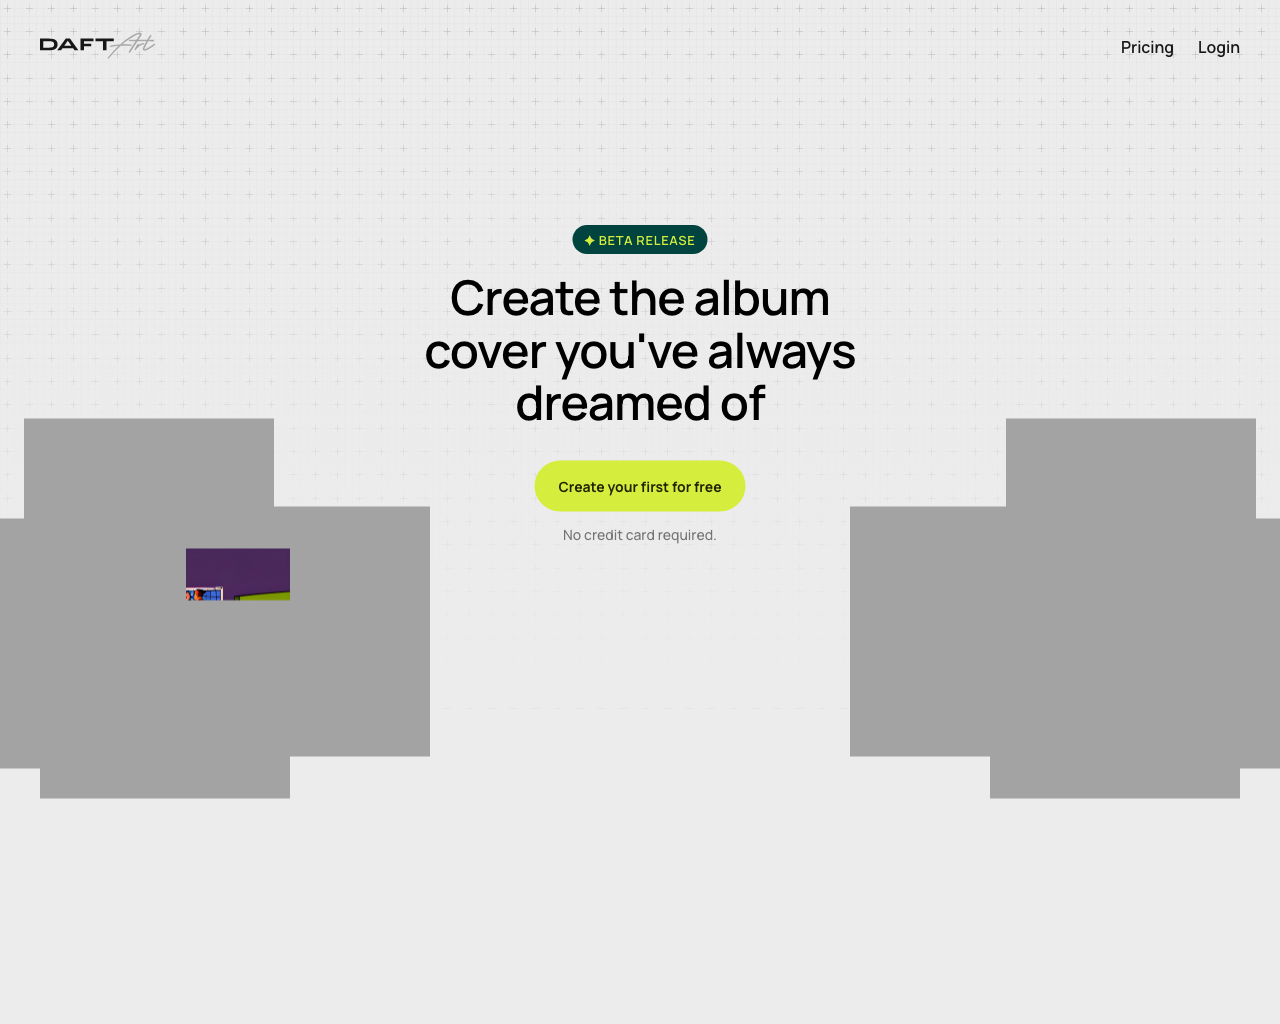 DAFT Art
Pricing
Login
BETA RELEASE
Create the album
cover you've always
dreamed of
Create your first for free
No credit card required.